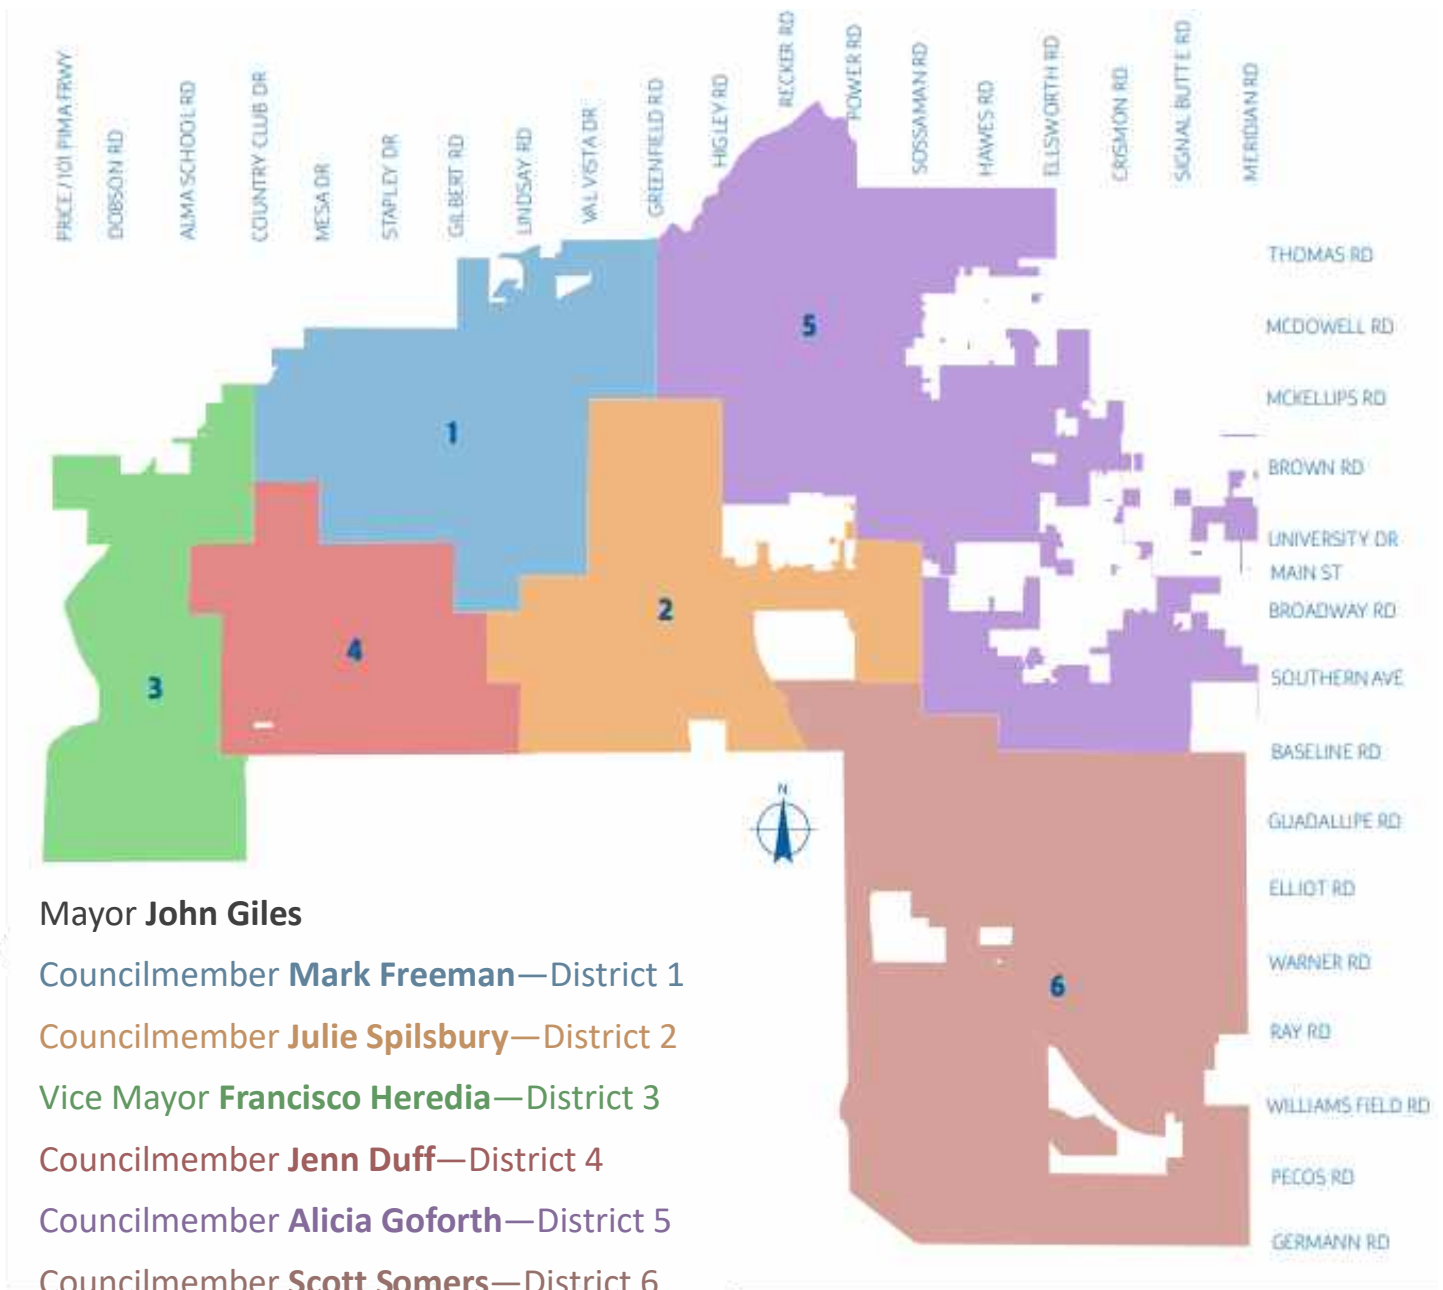 PRICE / 101 PIMA FRWY
DOBSON RD
ALMA SCHOOL RD
COUNTRY CLUB DR
MESA DR
STAPLEY DR
GILBERT RD
LINDSAY RD
VAL VISTA DR
GREENFIELD RD
HIGLEY RD
RECKER RD
POWER RD
SOSSAMAN RD
HAWES RD
ELLSWORTH RD
CRISMON RD
SIGNAL BUTTE RD
MERIDIAN RD
THOMAS RD
MCDOWELL RD
MCKELLIPS RD
BROWN RD
UNIVERSITY DR
MAIN ST
BROADWAY RD
SOUTHERN AVE
BASELINE RD
GUADALLIPE RD
ELLIOT RD
WARNER RD
RAY RD
WILLIAMS FIELD RD
PECOS RD
GERMANN RD
5
1
2
4
3
6
N
Mayor John Giles
Councilmember Mark Freeman—District 1
Councilmember Julie Spilsbury—District 2
Vice Mayor Francisco Heredia—District 3
Councilmember Jenn Duff—District 4
Councilmember Alicia Goforth—District 5
Councilmember Scott Somers—District 6